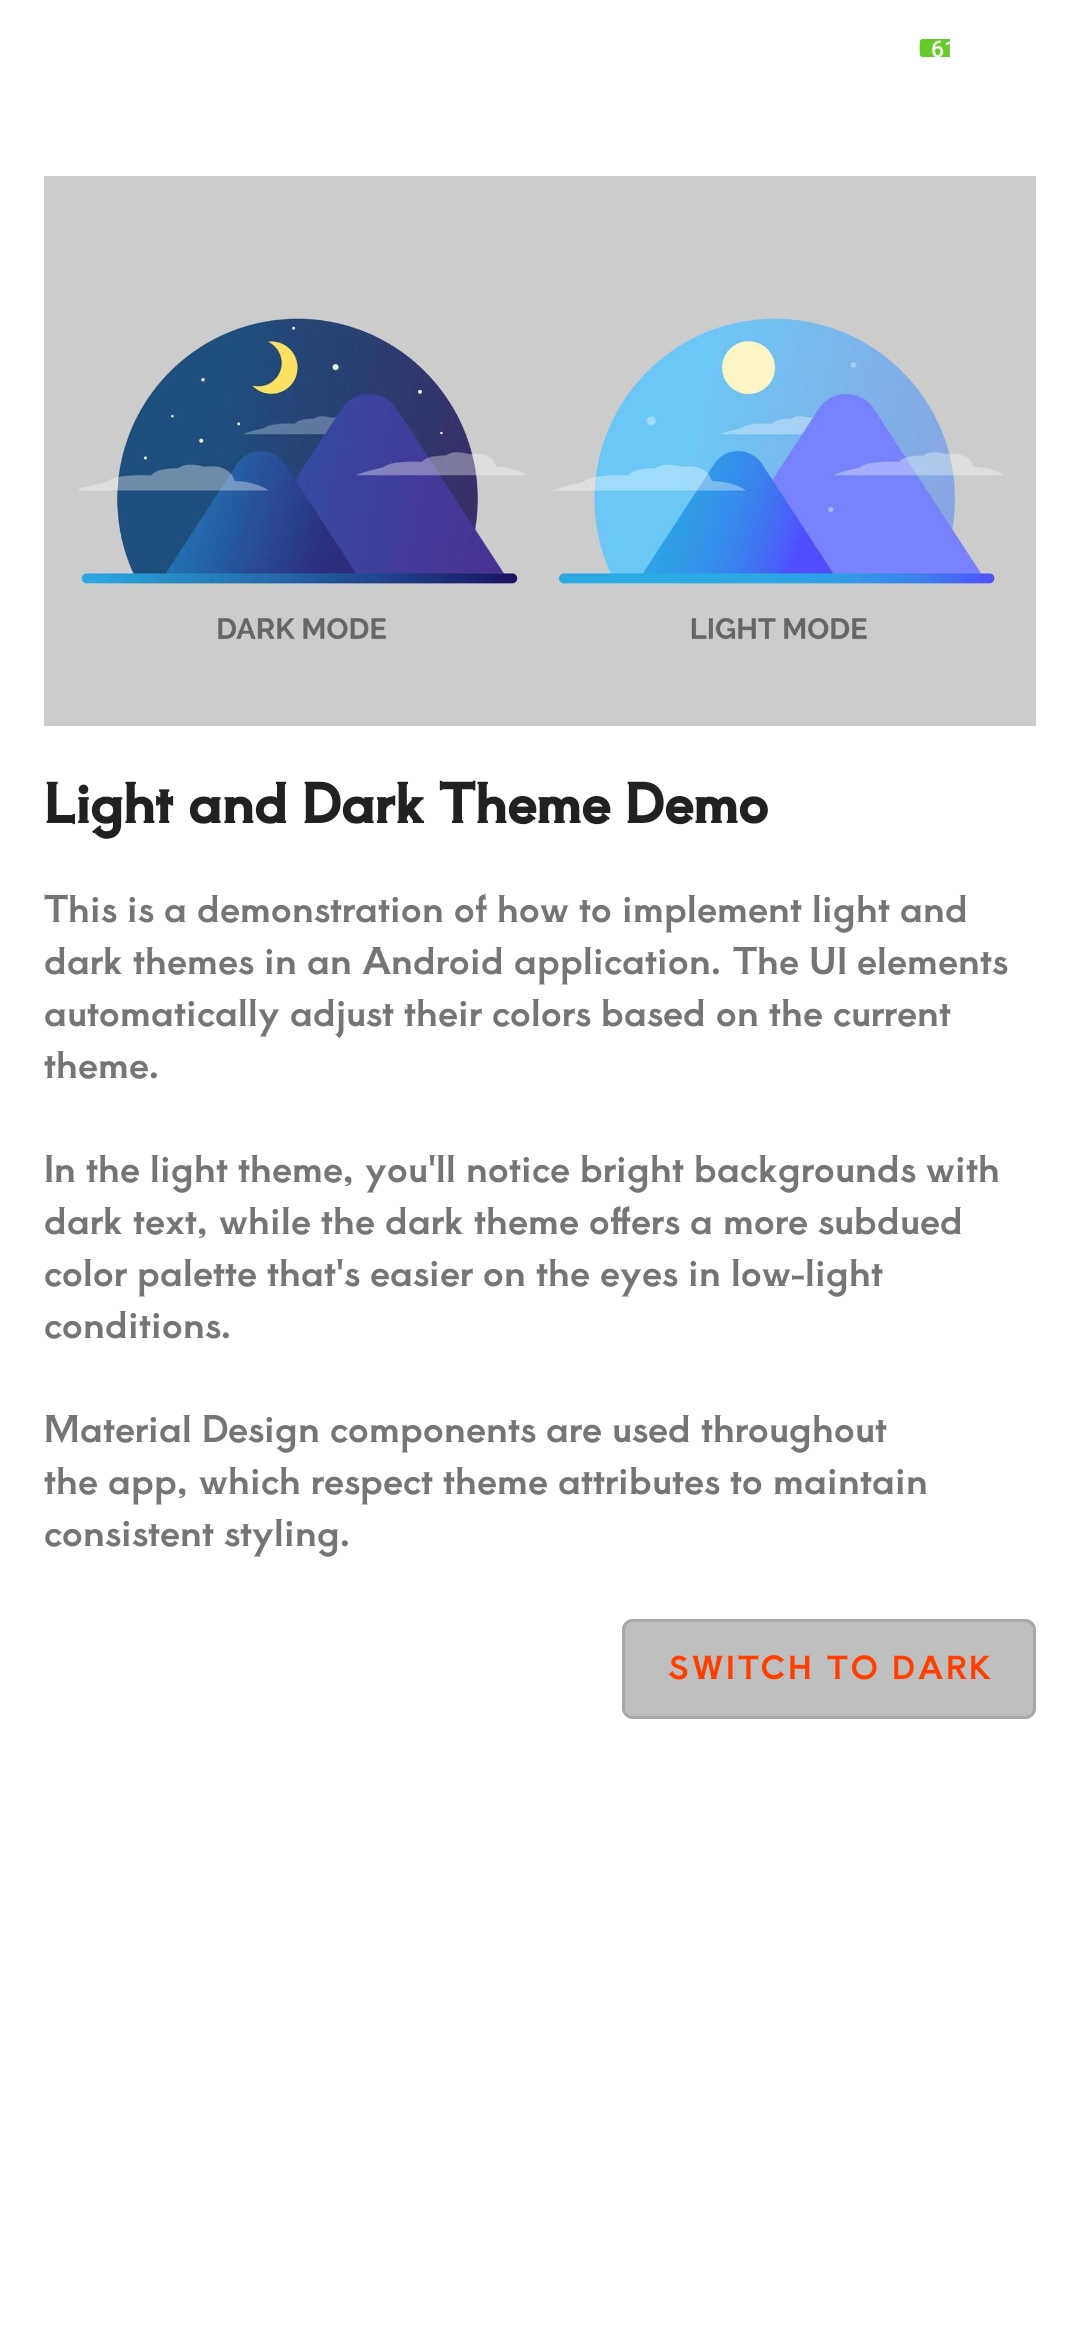 61
DARK MODE
LIGHT MODE
Light and Dark Theme Demo
This is a demonstration of how to implement light and
dark themes in an Android application. The UI elements
automatically adjust their colors based on the current
theme.
In the light theme, you'll notice bright backgrounds with
dark text, while the dark theme offers a more subdued
color palette that's easier on the eyes in low-light
conditions.
Material Design components are used throughout
the app, which respect theme attributes to maintain
consistent styling.
SWITCH TO DARK